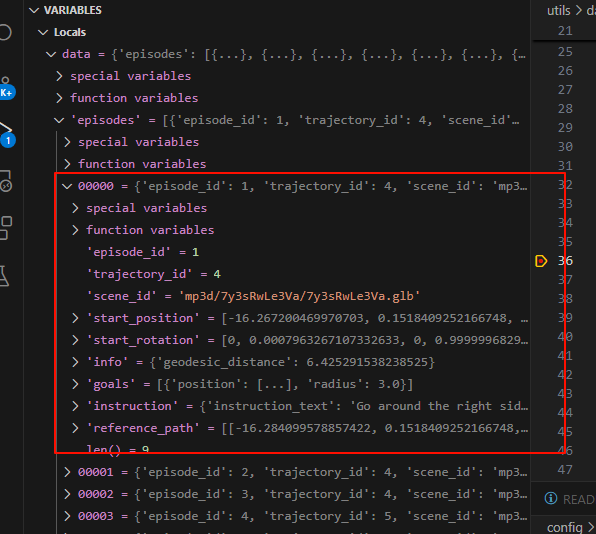 VARIABLES
Locals
data = {'episodes': [{...}, {...}, {...}, {...}, {...}, {...}, {…
special variables
function variables
'episodes' = [{'episode_id': 1, 'trajectory_id': 4, 'scene_id'…
special variables
function variables
00000 = {'episode_id': 1, 'trajectory_id': 4, 'scene_id': 'mp3…
special variables
function variables
'episode_id' = 1
'trajectory_id' = 4
'scene_id' = 'mp3d/7y3sRwLe3Va/7y3sRwLe3Va.glb'
'start_position' = [-16.267200469970703, 0.1518409252166748, …
'start_rotation' = [0, 0.0007963267107332633, 0, 0.9999996829…
'info' = {'geodesic_distance': 6.425291538238525}
'goals' = [{'position': [...], 'radius': 3.0}]
'instruction' = {'instruction_text': 'Go around the right sid…
'reference_path' = [[-16.284099578857422, 0.1518409252166748,…
len() = 9
00001 = {'episode_id': 2, 'trajectory_id': 4, 'scene_id': 'mp3…
00002 = {'episode_id': 3, 'trajectory_id': 4, 'scene_id': 'mp3…
00003 = {'episode_id': 4, 'trajectory_id': 5, 'scene_id': 'mp3…
K+
1
utils > da
21
25
26
27
28
29
30
31
32
33
34
35
36
37
38
39
40
41
42
43
44
45
46
47
READ
config >